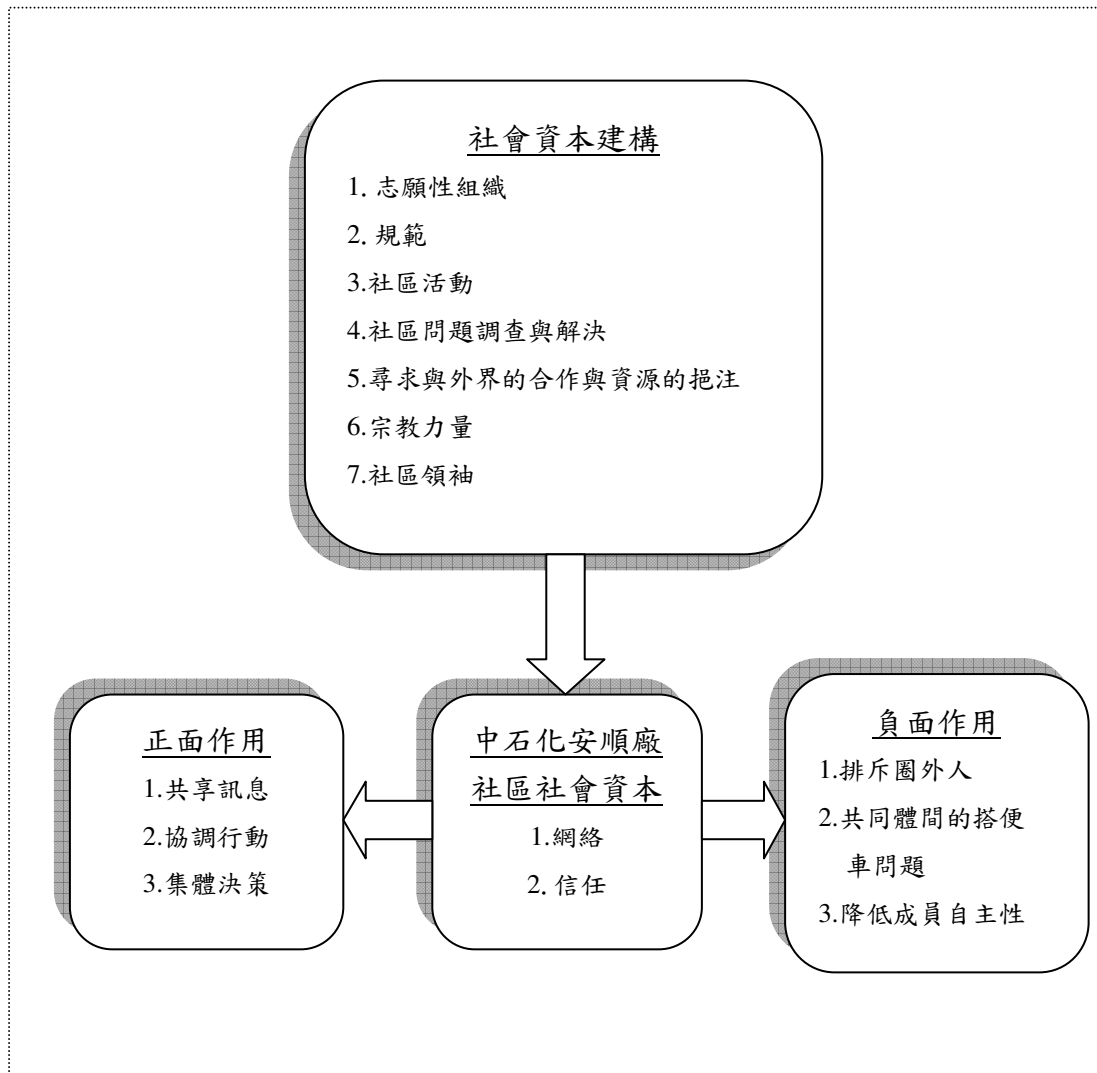 社會資本建構
1. 志願性組織
2. 規範
3.社區活動
4.社區問題調查與解決
5.尋求與外界的合作與資源的挹注
6.宗教力量
7.社區領袖
正面作用
1.共享訊息
2.協調行動
3.集體決策
中石化安順廠
社區社會資本
1.網絡
2. 信任
負面作用
1.排斥圈外人
2.共同體間的搭便
車問題
3.降低成員自主性